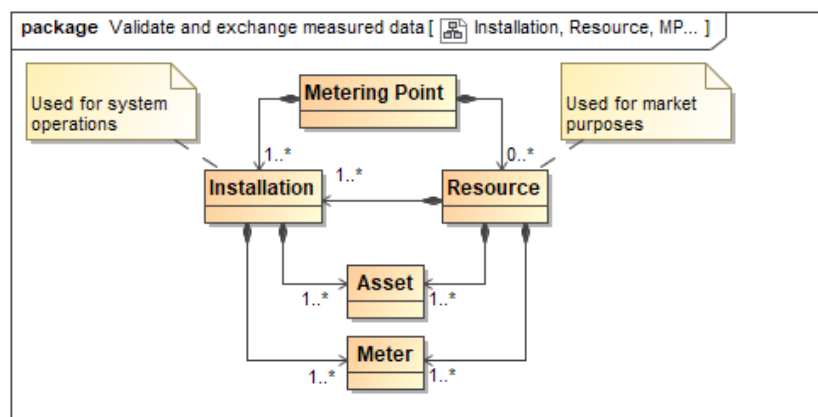 package Validate and exchange measured data [ Installation, Resource, MP... ]
Used for system
operations
Metering Point
Used for market
purposes
1..*
0..*
Installation
1..*
Resource
Asset
1..*
1..*
Meter
1..*
1..*